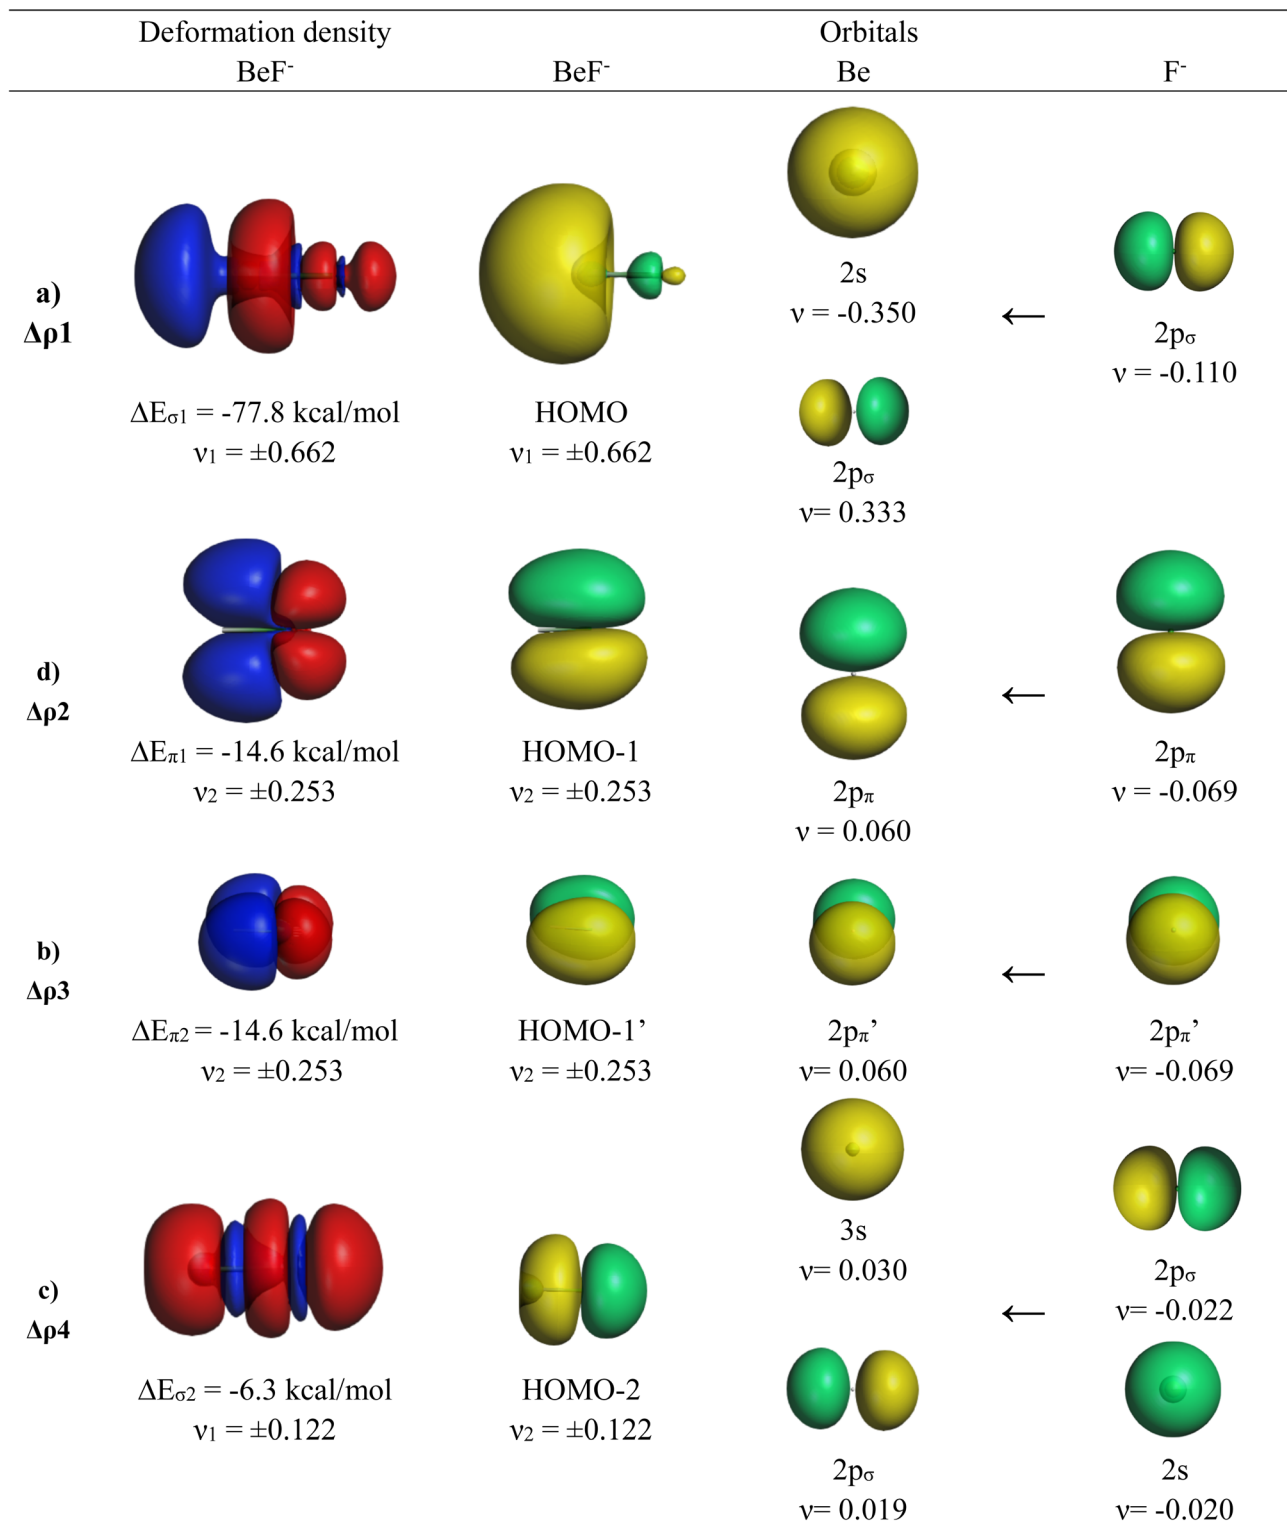 Deformation density Orbitals
BeF⁻ BeF⁻ Be F⁻
a)
Δρ1
ΔEσ1 = -77.8 kcal/mol
ν1 = ±0.662
HOMO
ν1 = ±0.662
2s
ν = -0.350
2pσ
ν= 0.333
←
2pσ
ν = -0.110
d)
Δρ2
ΔEπ1 = -14.6 kcal/mol
ν2 = ±0.253
HOMO-1
ν2 = ±0.253
2pπ
ν = 0.060
←
2pπ
ν = -0.069
b)
Δρ3
ΔEπ2 = -14.6 kcal/mol
ν2 = ±0.253
HOMO-1’
ν2 = ±0.253
2pπ’
ν= 0.060
←
2pπ’
ν= -0.069
c)
Δρ4
ΔEσ2 = -6.3 kcal/mol
ν1 = ±0.122
HOMO-2
ν2 = ±0.122
3s
ν= 0.030
2pσ
ν= 0.019
←
2pσ
ν= -0.022
2s
ν= -0.020